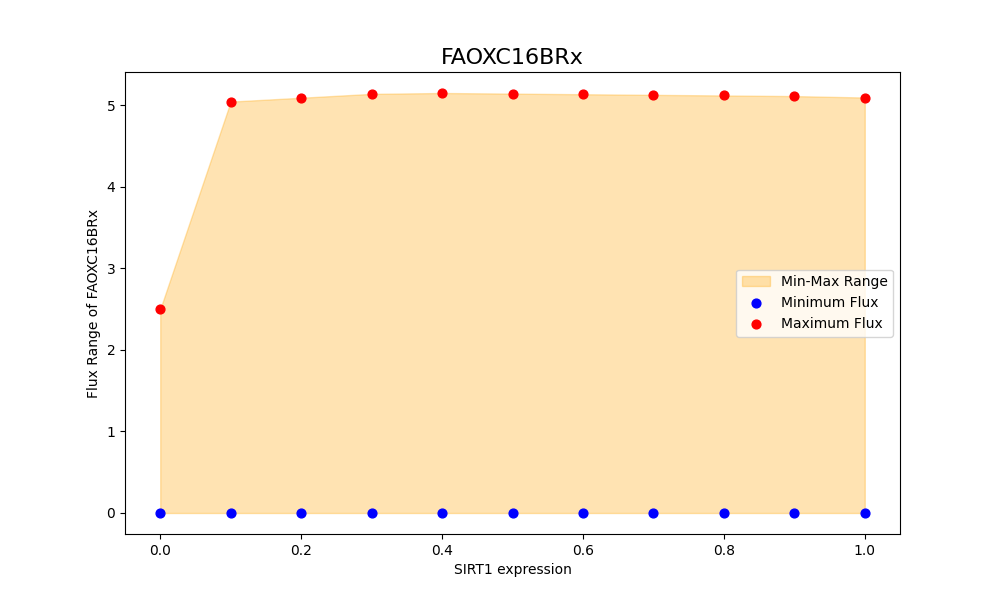 FAOXC16BRx
Flux Range of FAOXC16BRx
5
4
3
2
1
0
Min-Max Range
Minimum Flux
Maximum Flux
0.0 0.2 0.4 0.6 0.8 1.0
SIRT1 expression